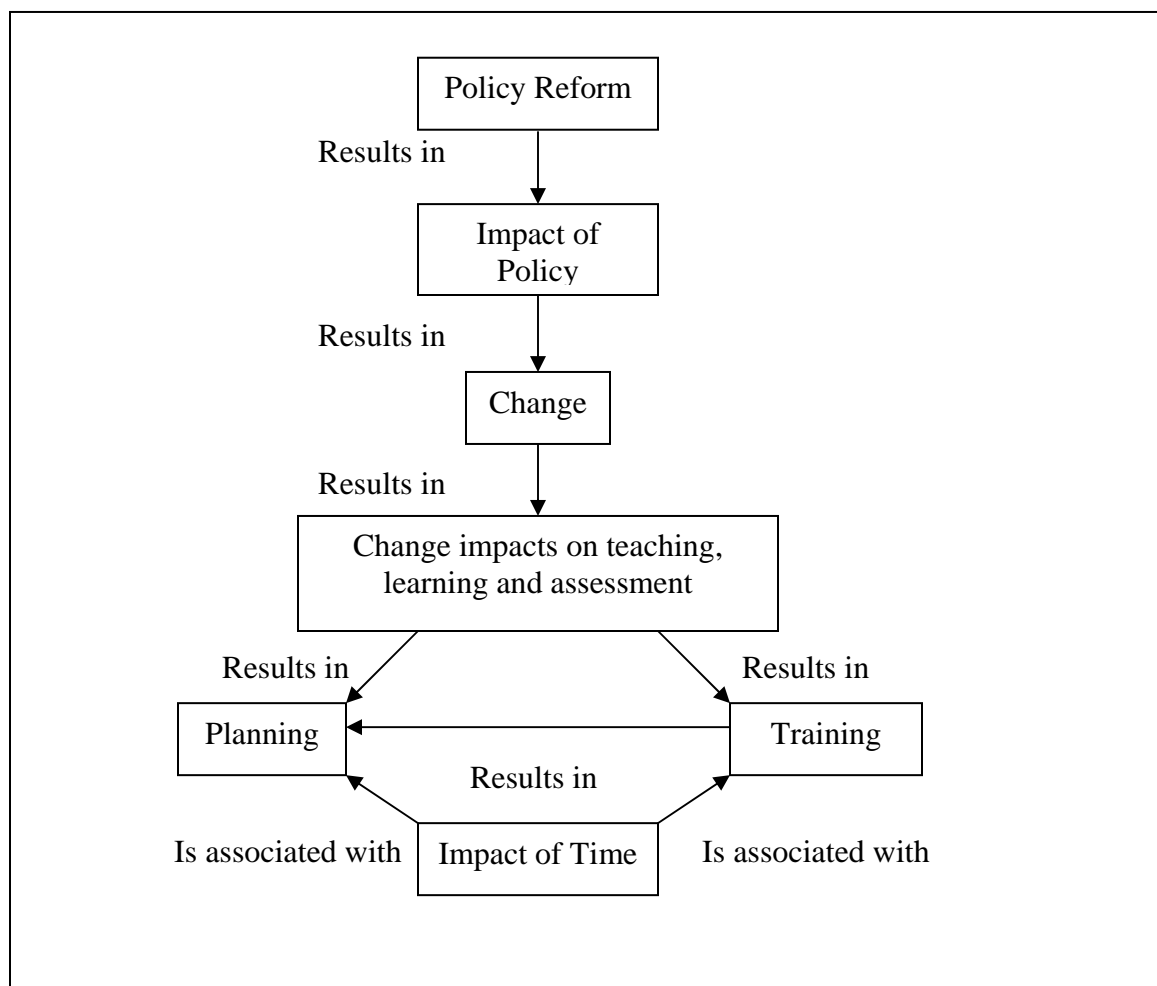 Policy Reform
Results in
Impact of
Policy
Results in
Change
Results in
Change impacts on teaching,
learning and assessment
Results in
Results in
Planning
Training
Results in
Is associated with
Impact of Time
Is associated with